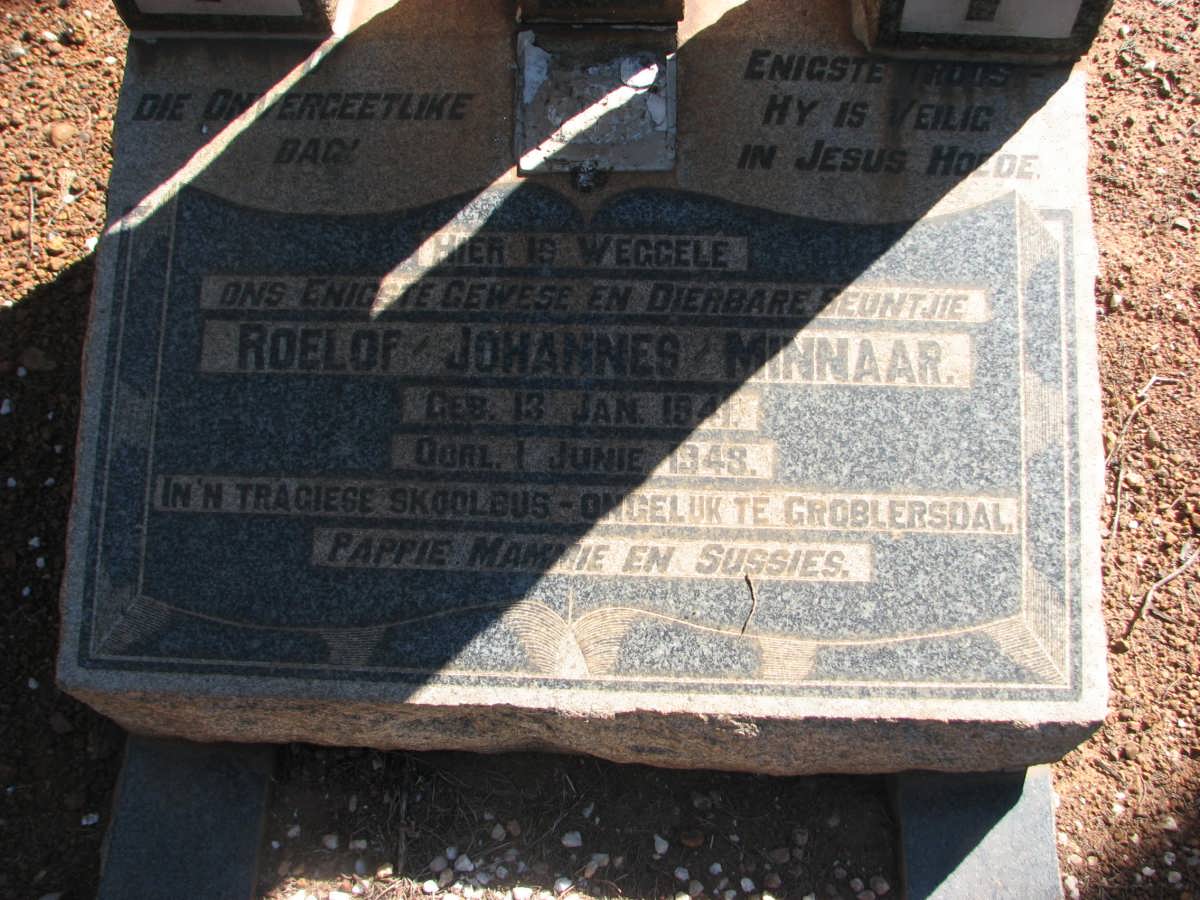 DIE ONVERGEETLIKE
DAG!
ENIGSTE TROOS -
HY IS VEILIG
IN JESUS HOEDE.
HIER IS WEGGELE
ONS ENIGSTE GEWESE EN DIERBARE SEUNTJIE
ROELOF JOHANNES MINNAAR.
GEB. 13 JAN. 1941.
OORL. 1 JUNIE 1948.
IN 'N TRAGIESE SKOOLBUS - ONGELUK TE GROBLERSDAL,
PAPPIE MAMMIE EN SUSSIES.